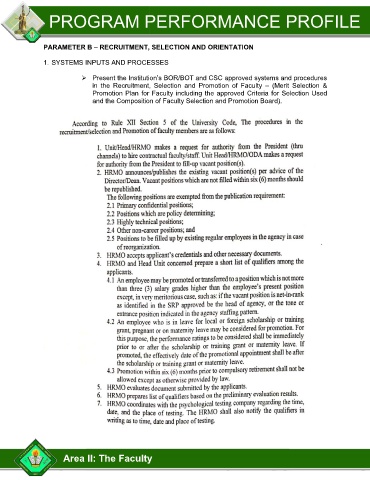 PROGRAM PERFORMANCE PROFILE
PARAMETER B – RECRUITMENT, SELECTION AND ORIENTATION
1. SYSTEMS INPUTS AND PROCESSES
➢ Present the Institution's BOR/BOT and CSC approved systems and procedures
in the Recruitment, Selection and Promotion of Faculty – (Merit Selection &
Promotion Plan for Faculty including the approved Criteria for Selection Used
and the Composition of Faculty Selection and Promotion Board).
According to Rule XII Section 5 of the University Code, The procedures in the
recruitment/selection and Promotion of faculty members are as follows:
1. Unit/Head/HRMO makes a request for authority from the President (thru
channels) to hire contractual faculty/staff. Unit Head/HRMO/ODA makes a request
for authority from the President to fill-up vacant position(s).
2. HRMO announces/publishes the existing vacant position(s) per advice of the
Director/Dean. Vacant positions which are not filled within six (6) months should
be republished.
The following positions are exempted from the publication requirement:
2.1 Primary confidential positions;
2.2 Positions which are policy determining;
2.3 Highly technical positions;
2.4 Other non-career positions; and
2.5 Positions to be filled up by existing regular employees in the agency in case
of reorganization.
3. HRMO accepts applicant's credentials and other necessary documents.
4. HRMO and Head Unit concerned prepare a short list of qualifiers among the
applicants.
4.1 An employee may be promoted or transferred to a position which is not more
than three (3) salary grades higher than the employee's present position
except, in very meritorious case, such as: if the vacant position is next-in-rank
as identified in the SRP approved by the head of agency, or the lone or
entrance position indicated in the agency staffing pattern.
4.2 An employee who is in leave for local or foreign scholarship or training
grant, pregnant or on maternity leave may be considered for promotion. For
this purpose, the performance ratings to be considered shall be immediately
prior to or after the scholarship or training grant or maternity leave. If
promoted, the effectively date of the promotional appointment shall be after
the scholarship or training grant or maternity leave.
4.3 Promotion within six (6) months prior to compulsory retirement shall not be
allowed except as otherwise provided by law.
5. HRMO evaluates document submitted by the applicants.
6. HRMO prepares list of qualifiers based on the preliminary evaluation results.
7. HRMO coordinates with the psychological testing company regarding the time,
date, and the place of testing. The HRMO shall also notify the qualifiers in
writing as to time, date and place of testing.
Area II: The Faculty